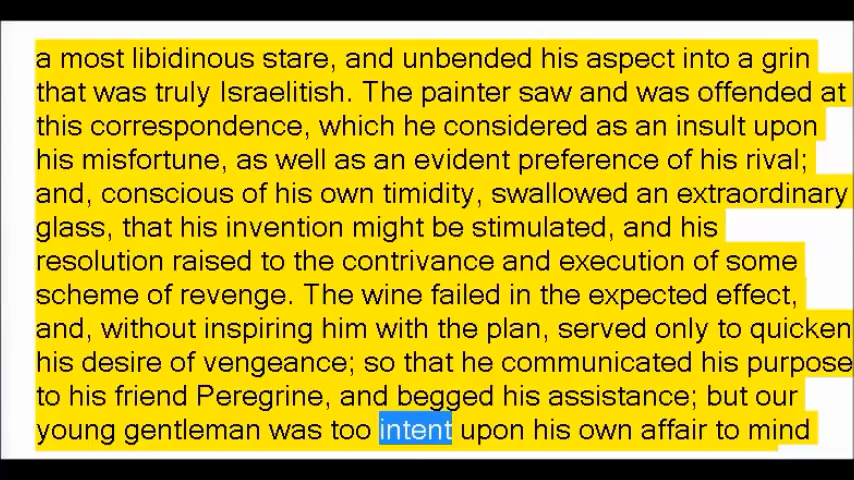 a most libidinous stare, and unbended his aspect into a grin
that was truly Israelitish. The painter saw and was offended at
this correspondence, which he considered as an insult upon
his misfortune, as well as an evident preference of his rival;
and, conscious of his own timidity, swallowed an extraordinary
glass, that his invention might be stimulated, and his
resolution raised to the contrivance and execution of some
scheme of revenge. The wine failed in the expected effect,
and, without inspiring him with the plan, served only to quicken
his desire of vengeance; so that he communicated his purpose
to his friend Peregrine, and begged his assistance; but our
young gentleman was too intent upon his own affair to mind